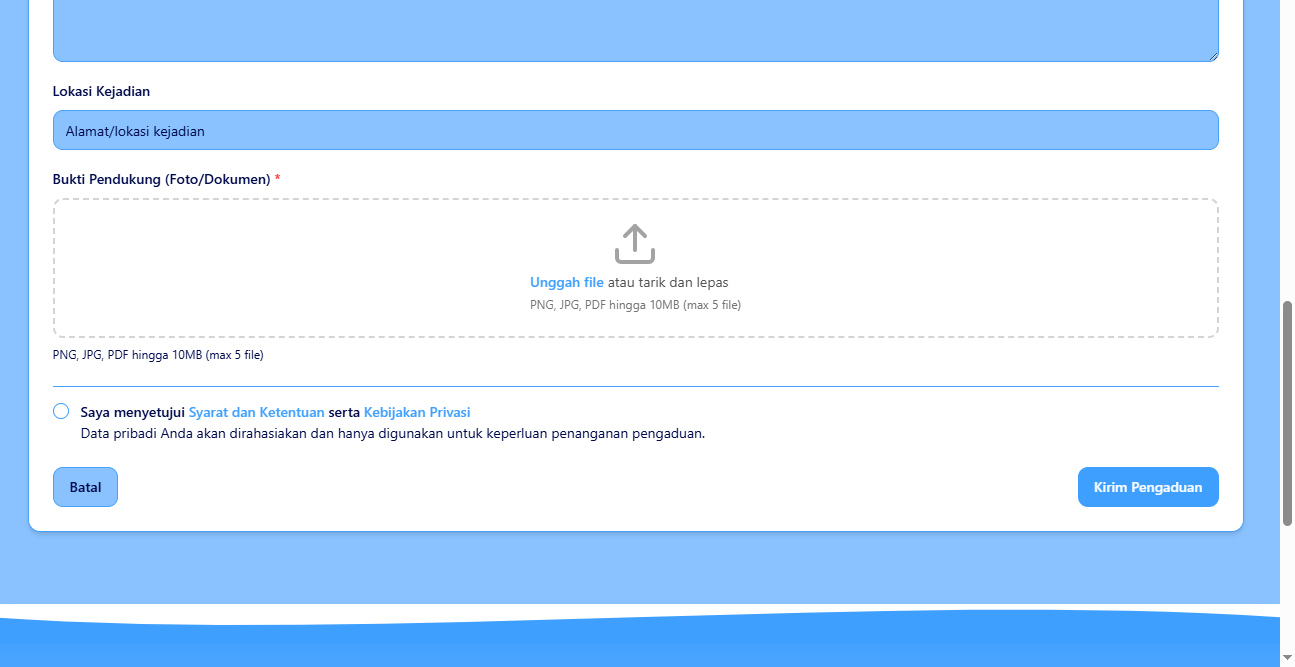 Lokasi Kejadian
Alamat/lokasi kejadian
Bukti Pendukung (Foto/Dokumen) *
Unggah file atau tarik dan lepas
PNG, JPG, PDF hingga 10MB (max 5 file)
PNG, JPG, PDF hingga 10MB (max 5 file)
Saya menyetujui Syarat dan Ketentuan serta Kebijakan Privasi
Data pribadi Anda akan dirahasiakan dan hanya digunakan untuk keperluan penanganan pengaduan.
Batal
Kirim Pengaduan